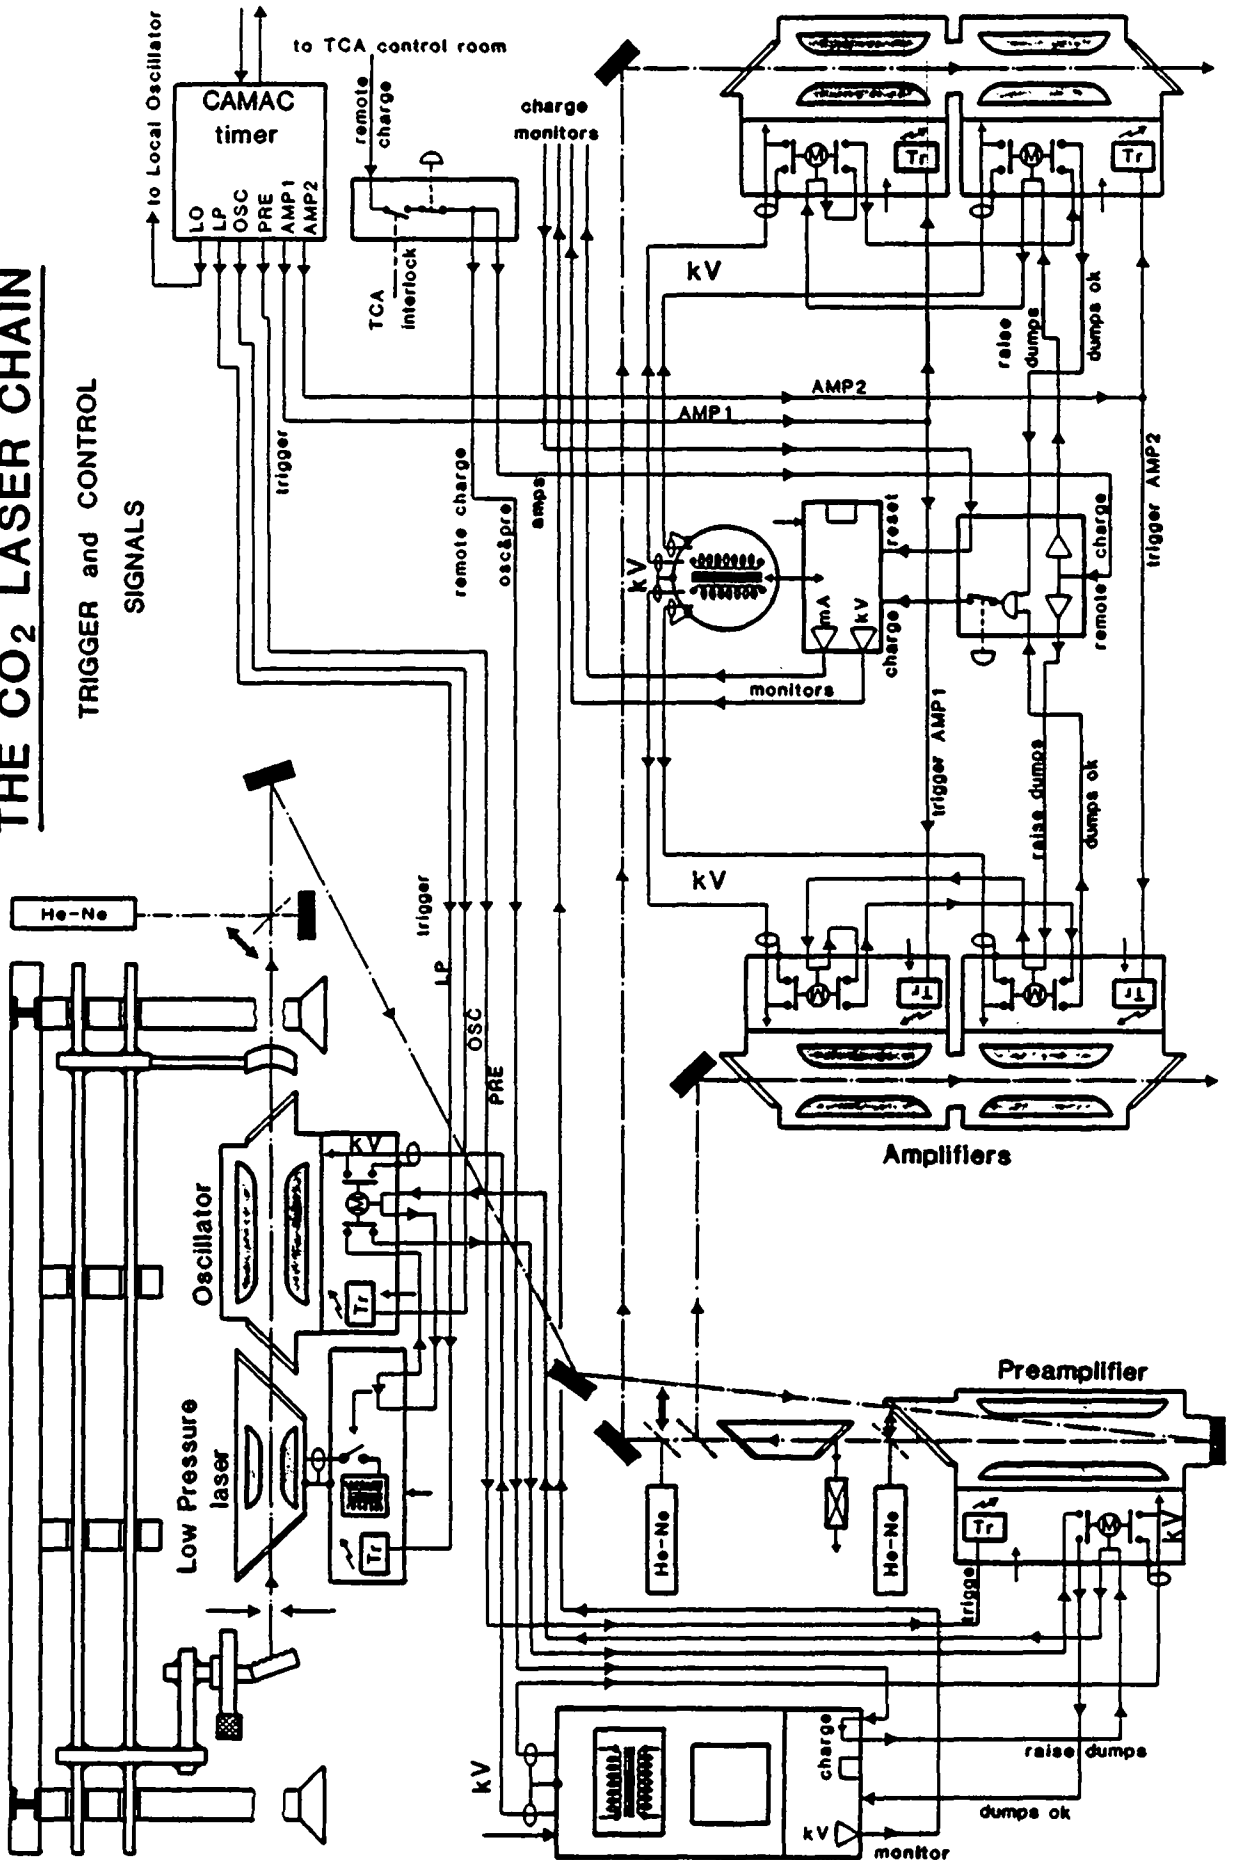 THE CO2 LASER CHAIN
TRIGGER and CONTROL
SIGNALS
to Local Oscillator
CAMAC
timer
LO
LP
OSC
PRE
AMP1
AMP2
to TCA control room
remote
charge
TCA
interlock
charge
monitors
trigger
remote charge
osc&pre
amps
AMP2
AMP1
kV
Tr
M
Tr
M
raise
dumps
dumps ok
trigger AMP2
kV
mA
kV
reset
charge
monitors
remote charge
trigger AMP1
raise dumps
dumps ok
kV
M
Tr
M
Tr
Amplifiers
He-Ne
Oscillator
kV
M
Tr
trigger
LP
OSC
PRE
Low Pressure
laser
Tr
He-Ne
He-Ne
Preamplifier
Tr
M
kV
trigge
kV
charge
kV
monitor
raise dumps
dumps ok